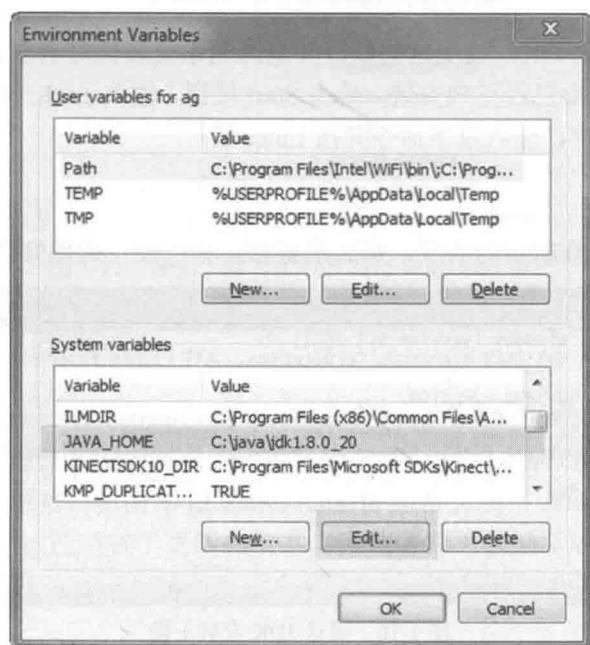 Environment Variables
User variables for ag
Variable Value
Path C:\Program Files\Intel\WiFi\bin\;C:\Prog...
TEMP %USERPROFILE%\AppData\Local\Temp
TMP %USERPROFILE%\AppData\Local\Temp
New... Edit... Delete
System variables
Variable Value
ILMDIR C:\Program Files (x86)\Common Files\A...
JAVA_HOME C:\java\jdk1.8.0_20
KINECTSDK10_DIR C:\Program Files\Microsoft SDKs\Kinect\...
KMP_DUPLICAT... TRUE
New... Edit... Delete
OK Cancel